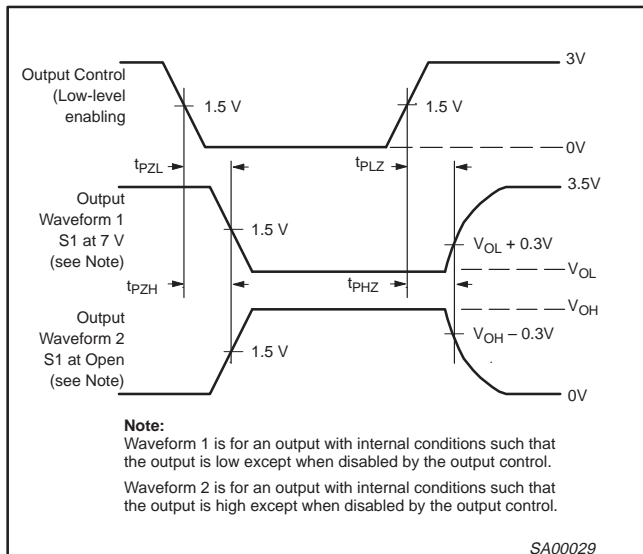 Output Control
(Low-level
enabling
1.5 V
1.5 V
3V
0V
tPZL
tPLZ
Output
Waveform 1
S1 at 7 V
(see Note)
1.5 V
3.5V
VOL + 0.3V
VOL
tPZH
tPHZ
VOH
Output
Waveform 2
S1 at Open
(see Note)
1.5 V
VOH – 0.3V
0V
Note:
Waveform 1 is for an output with internal conditions such that
the output is low except when disabled by the output control.
Waveform 2 is for an output with internal conditions such that
the output is high except when disabled by the output control.
SA00029